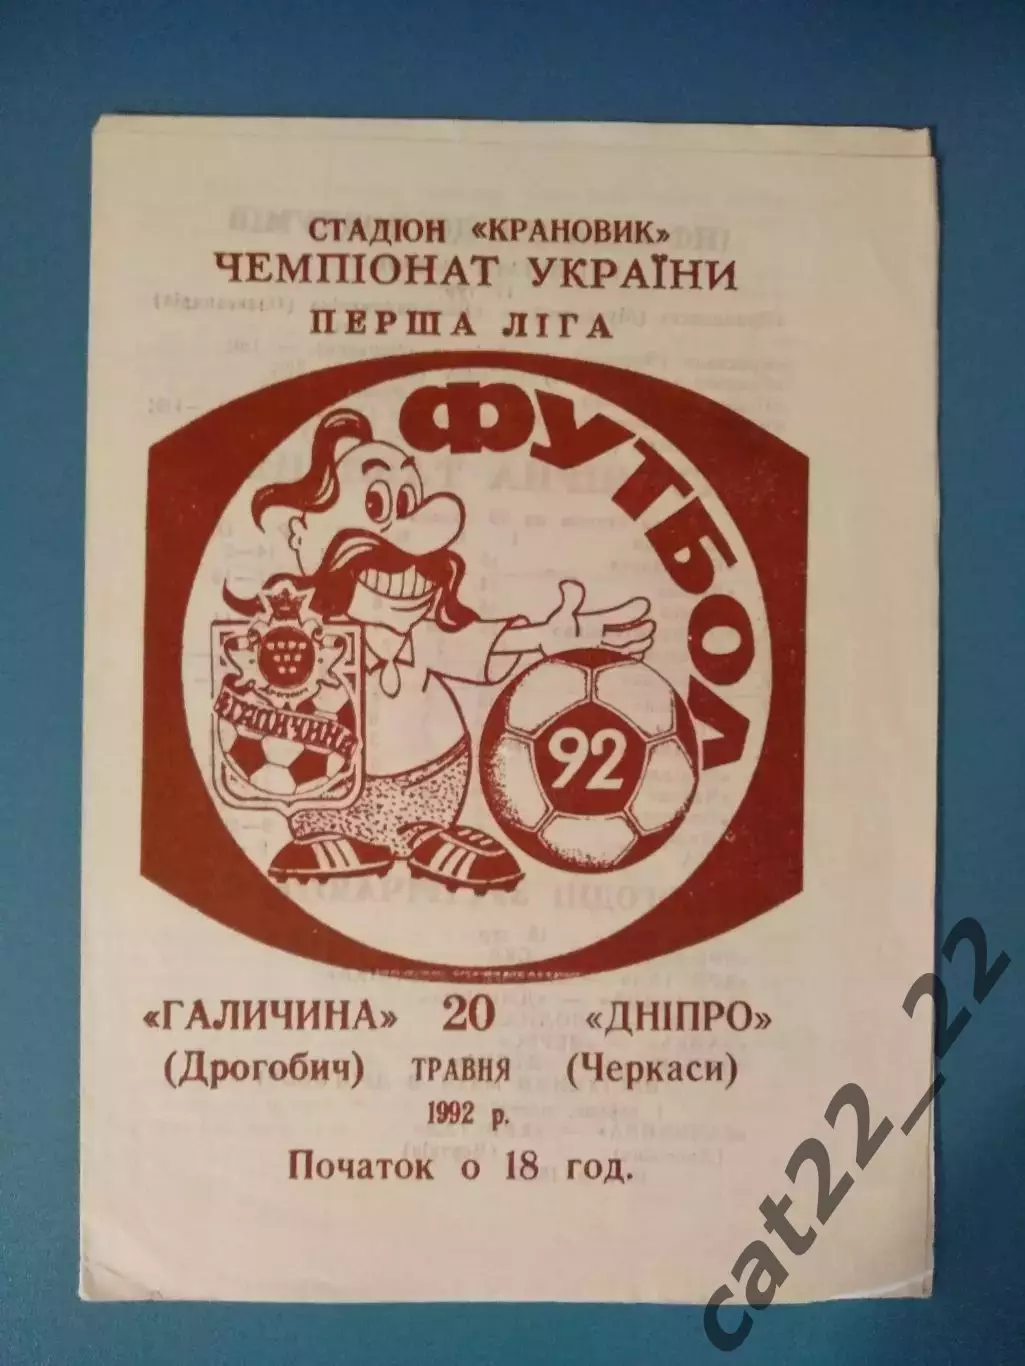 СТАДІОН «КРАНОВИК»
ЧЕМПІОНАТ УКРАЇНИ
ПЕРША ЛІГА
ФУТБОЛ
ДРОГОБИЧ
ГАЛИЧИНА
92
«ГАЛИЧИНА» 20 «ДНІПРО»
(Дрогобич) ТРАВНЯ (Черкаси)
1992 р.
Початок о 18 год.
cat22_22